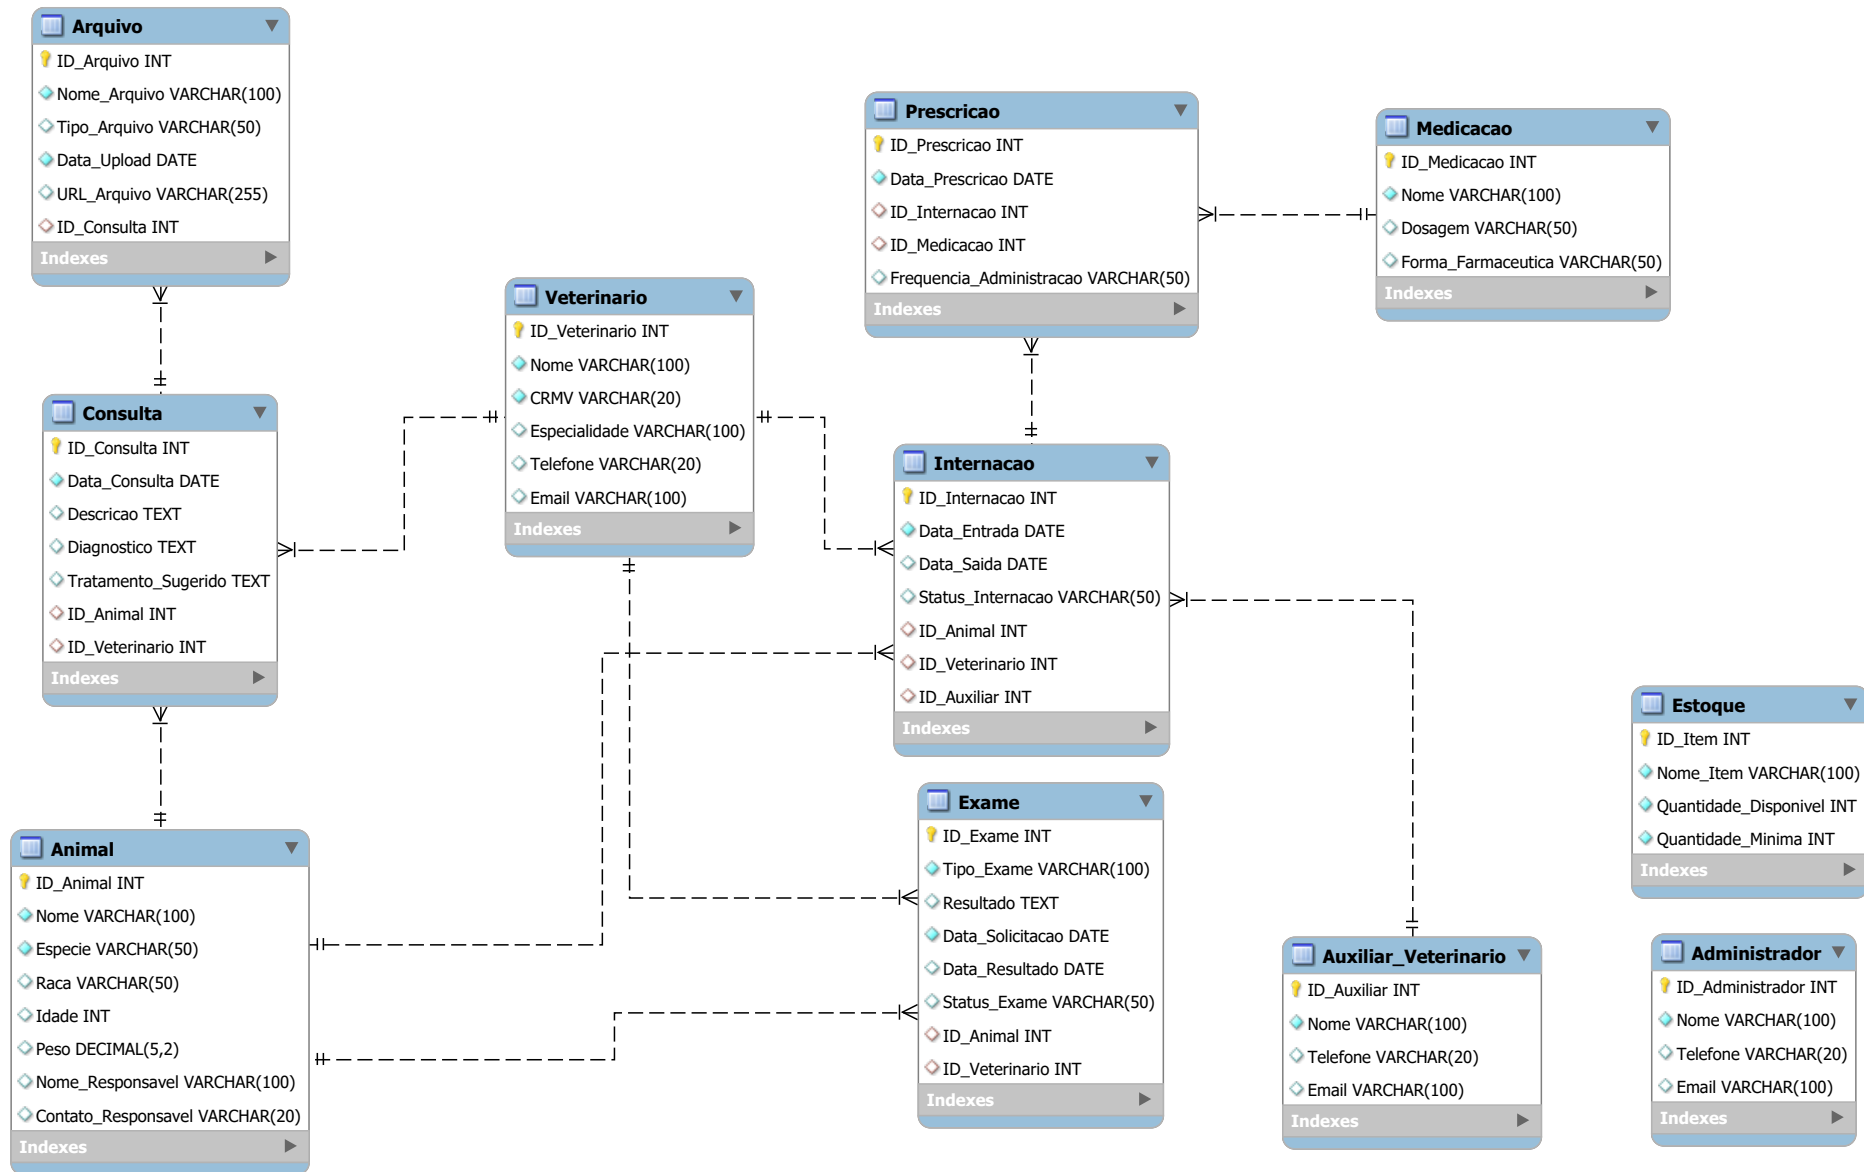 Arquivo
ID_Arquivo INT
Nome_Arquivo VARCHAR(100)
Tipo_Arquivo VARCHAR(50)
Data_Upload DATE
URL_Arquivo VARCHAR(255)
ID_Consulta INT
Indexes
Prescricao
ID_Prescricao INT
Data_Prescricao DATE
ID_Internacao INT
ID_Medicacao INT
Frequencia_Administracao VARCHAR(50)
Indexes
Medicacao
ID_Medicacao INT
Nome VARCHAR(100)
Dosagem VARCHAR(50)
Forma_Farmaceutica VARCHAR(50)
Indexes
Veterinario
ID_Veterinario INT
Nome VARCHAR(100)
CRMV VARCHAR(20)
Especialidade VARCHAR(100)
Telefone VARCHAR(20)
Email VARCHAR(100)
Indexes
Consulta
ID_Consulta INT
Data_Consulta DATE
Descricao TEXT
Diagnostico TEXT
Tratamento_Sugerido TEXT
ID_Animal INT
ID_Veterinario INT
Indexes
Internacao
ID_Internacao INT
Data_Entrada DATE
Data_Saida DATE
Status_Internacao VARCHAR(50)
ID_Animal INT
ID_Veterinario INT
ID_Auxiliar INT
Indexes
Estoque
ID_Item INT
Nome_Item VARCHAR(100)
Quantidade_Disponivel INT
Quantidade_Minima INT
Indexes
Animal
ID_Animal INT
Nome VARCHAR(100)
Especie VARCHAR(50)
Raca VARCHAR(50)
Idade INT
Peso DECIMAL(5,2)
Nome_Responsavel VARCHAR(100)
Contato_Responsavel VARCHAR(20)
Indexes
Exame
ID_Exame INT
Tipo_Exame VARCHAR(100)
Resultado TEXT
Data_Solicitacao DATE
Data_Resultado DATE
Status_Exame VARCHAR(50)
ID_Animal INT
ID_Veterinario INT
Indexes
Auxiliar_Veterinario
ID_Auxiliar INT
Nome VARCHAR(100)
Telefone VARCHAR(20)
Email VARCHAR(100)
Indexes
Administrador
ID_Administrador INT
Nome VARCHAR(100)
Telefone VARCHAR(20)
Email VARCHAR(100)
Indexes